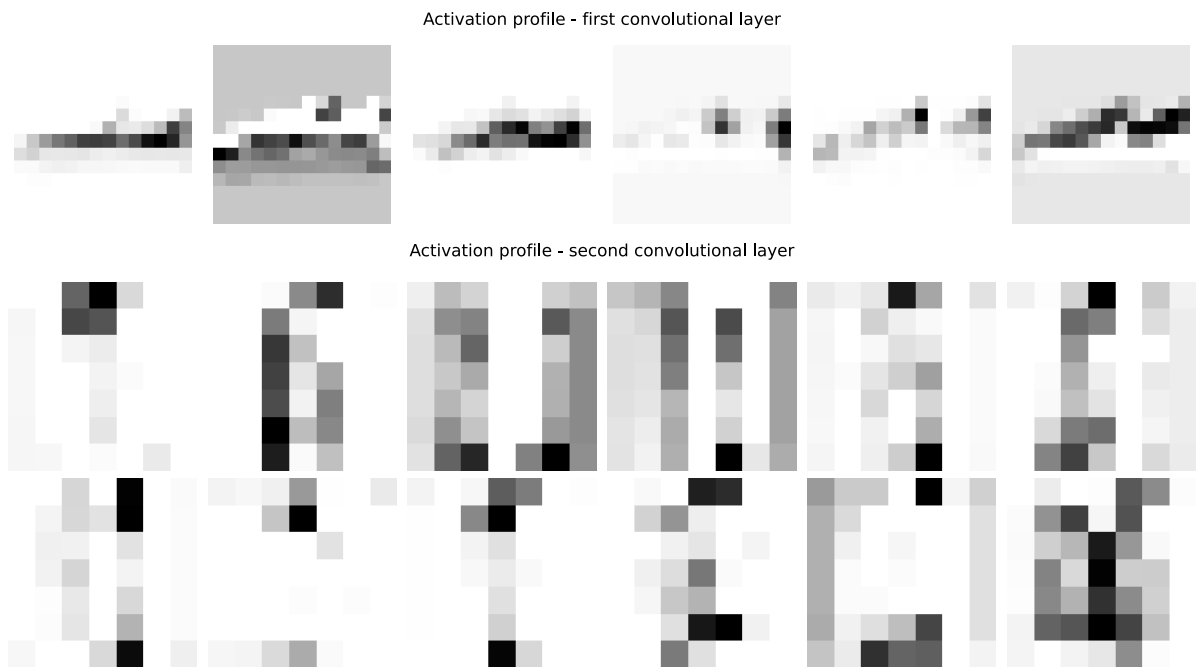 Activation profile - first convolutional layer
Activation profile - second convolutional layer